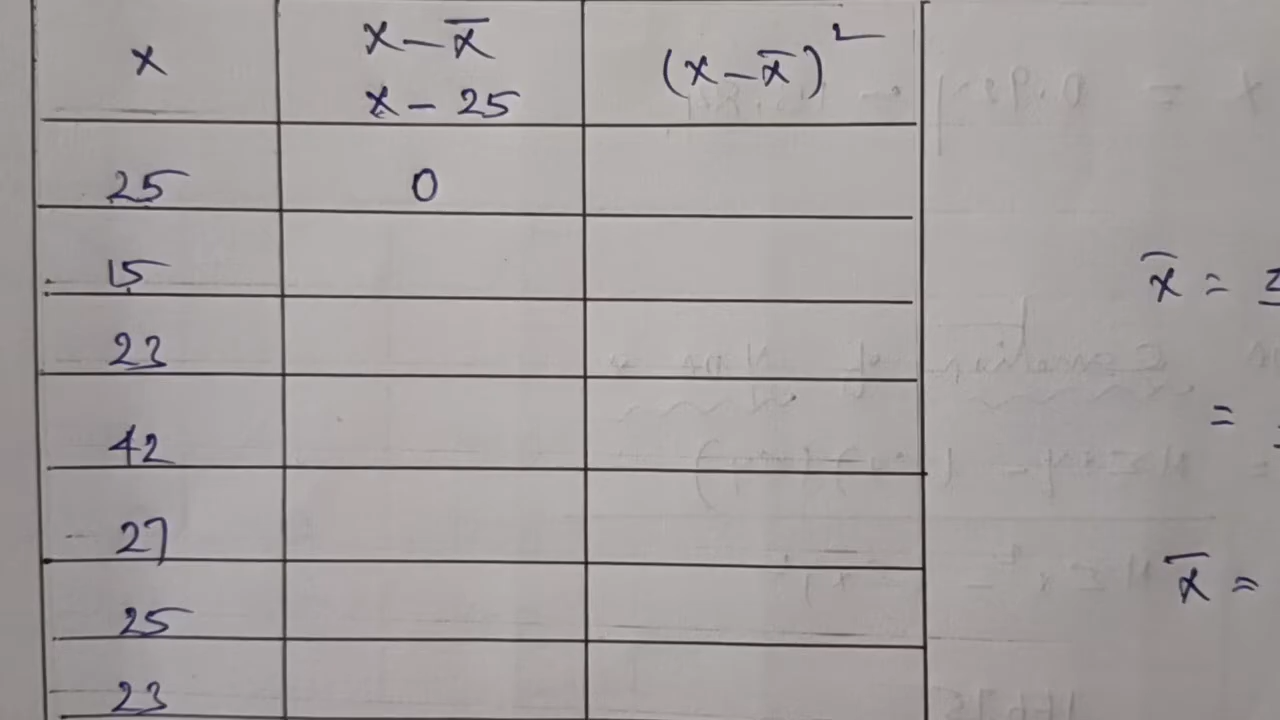 x
x - x̄
x - 25
(x - x̄)²
25
0
15
23
42
27
25
23
x̄ =
=
x̄ =